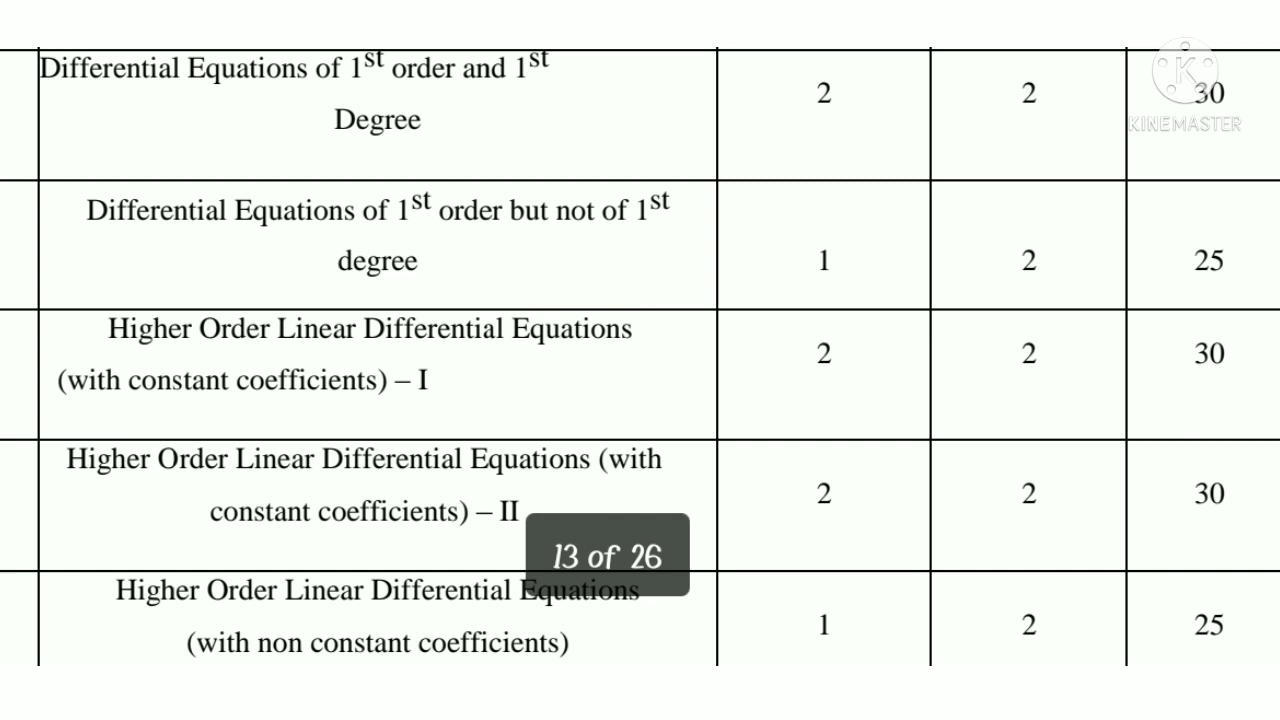 Differential Equations of 1st order and 1st
Degree
2 2 30
K
KINEMASTER
Differential Equations of 1st order but not of 1st
degree
1 2 25
Higher Order Linear Differential Equations
(with constant coefficients) – I
2 2 30
Higher Order Linear Differential Equations (with
constant coefficients) – II
2 2 30
13 of 26
Higher Order Linear Differential Equations
(with non constant coefficients)
1 2 25